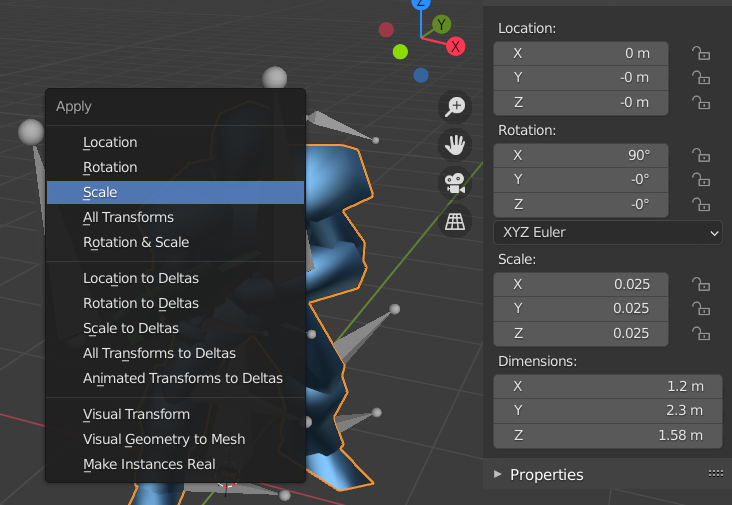 Z
Y
X
Apply
Location
Rotation
Scale
All Transforms
Rotation & Scale
Location to Deltas
Rotation to Deltas
Scale to Deltas
All Transforms to Deltas
Animated Transforms to Deltas
Visual Transform
Visual Geometry to Mesh
Make Instances Real
Location:
X 0 m
Y -0 m
Z -0 m
Rotation:
X 90°
Y -0°
Z -0°
XYZ Euler
Scale:
X 0.025
Y 0.025
Z 0.025
Dimensions:
X 1.2 m
Y 2.3 m
Z 1.58 m
Properties